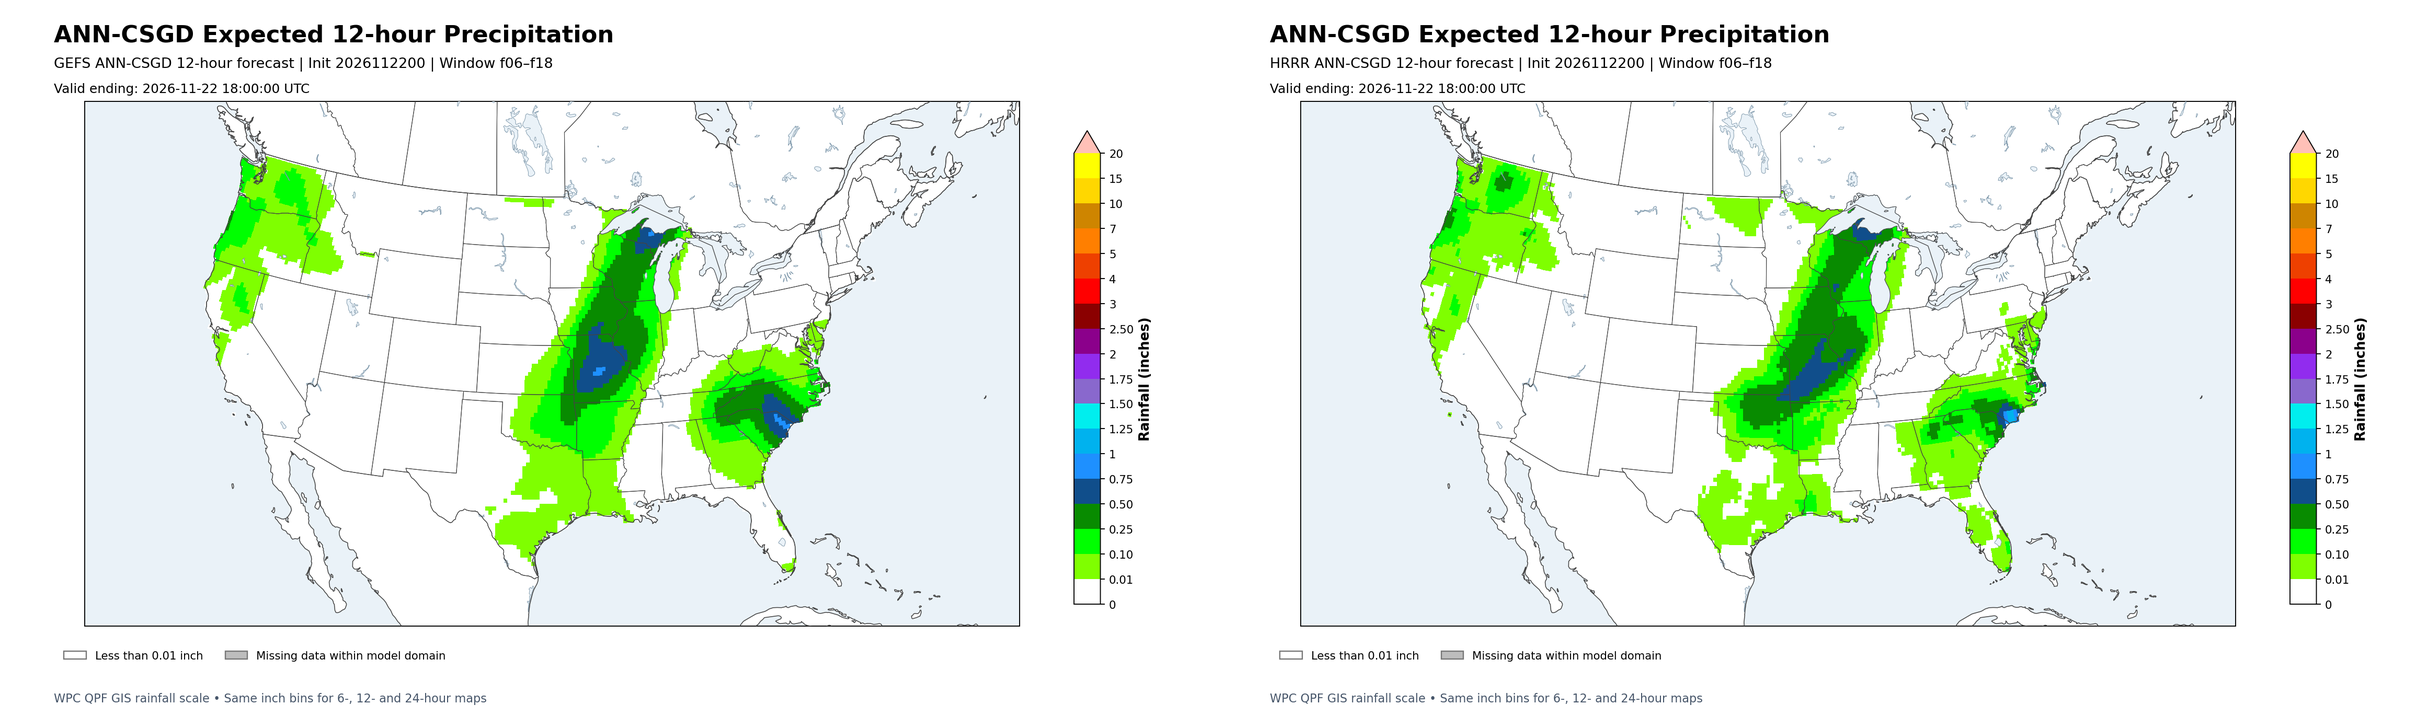 ANN-CSGD Expected 12-hour Precipitation
GEFS ANN-CSGD 12-hour forecast | Init 2026112200 | Window f06–f18
Valid ending: 2026-11-22 18:00:00 UTC
20
15
10
7
5
4
3
2.50
2
1.75
1.50
1.25
1
0.75
0.50
0.25
0.10
0.01
0
Rainfall (inches)
Less than 0.01 inch
Missing data within model domain
WPC QPF GIS rainfall scale • Same inch bins for 6-, 12- and 24-hour maps
ANN-CSGD Expected 12-hour Precipitation
HRRR ANN-CSGD 12-hour forecast | Init 2026112200 | Window f06–f18
Valid ending: 2026-11-22 18:00:00 UTC
20
15
10
7
5
4
3
2.50
2
1.75
1.50
1.25
1
0.75
0.50
0.25
0.10
0.01
0
Rainfall (inches)
Less than 0.01 inch
Missing data within model domain
WPC QPF GIS rainfall scale • Same inch bins for 6-, 12- and 24-hour maps